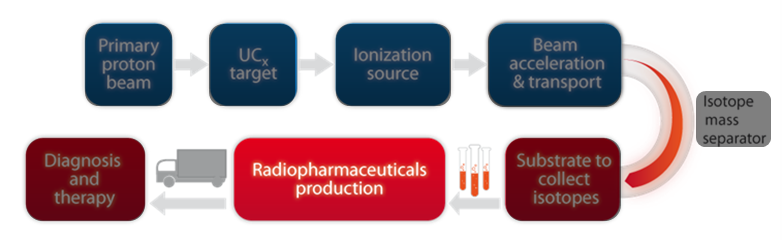 Primary
proton
beam
UCx
target
Ionization
source
Beam
acceleration
& transport
Isotope
mass
separator
Substrate to
collect
isotopes
Radiopharmaceuticals
production
Diagnosis
and
therapy